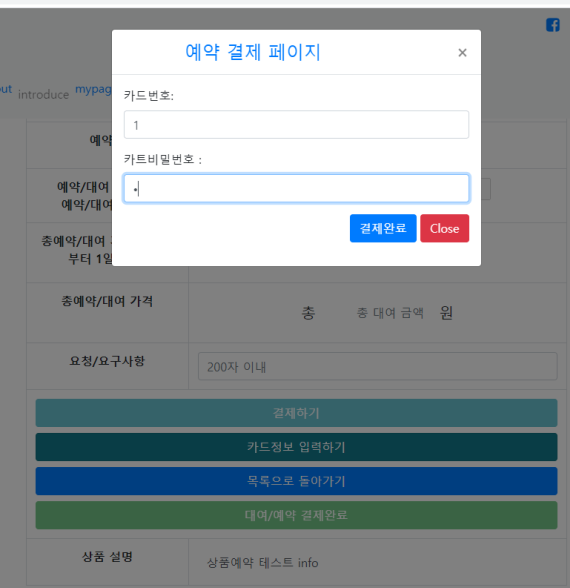 예약 결제 페이지 ×
introduce mypag
카드번호:
1
카트비밀번호 :
결제완료 Close
예약
예약/대여
예약/대여
총예약/대여
부터 1일
총예약/대여 가격
총 총 대여 금액 원
요청/요구사항
200자 이내
결제하기
카드정보 입력하기
목록으로 돌아가기
대여/예약 결제완료
상품 설명
상품예약 테스트 info